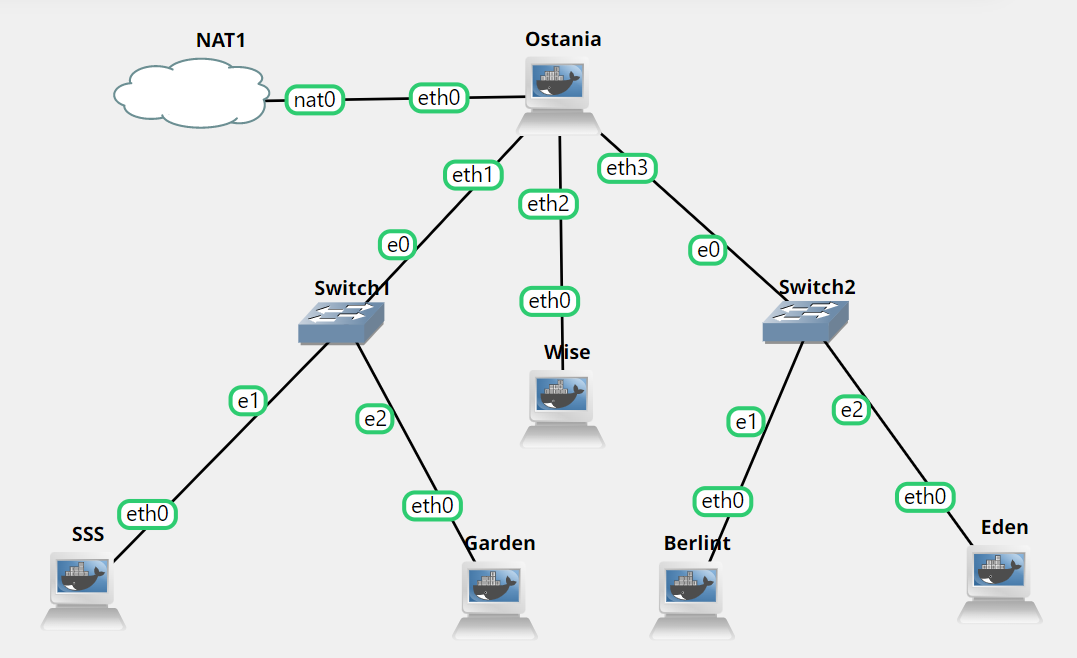 NAT1
Ostania
nat0
eth0
eth1
eth2
eth3
e0
e0
Switch1
eth0
Switch2
Wise
e1
e2
e1
e2
eth0
eth0
eth0
eth0
SSS
Garden
Berlint
Eden